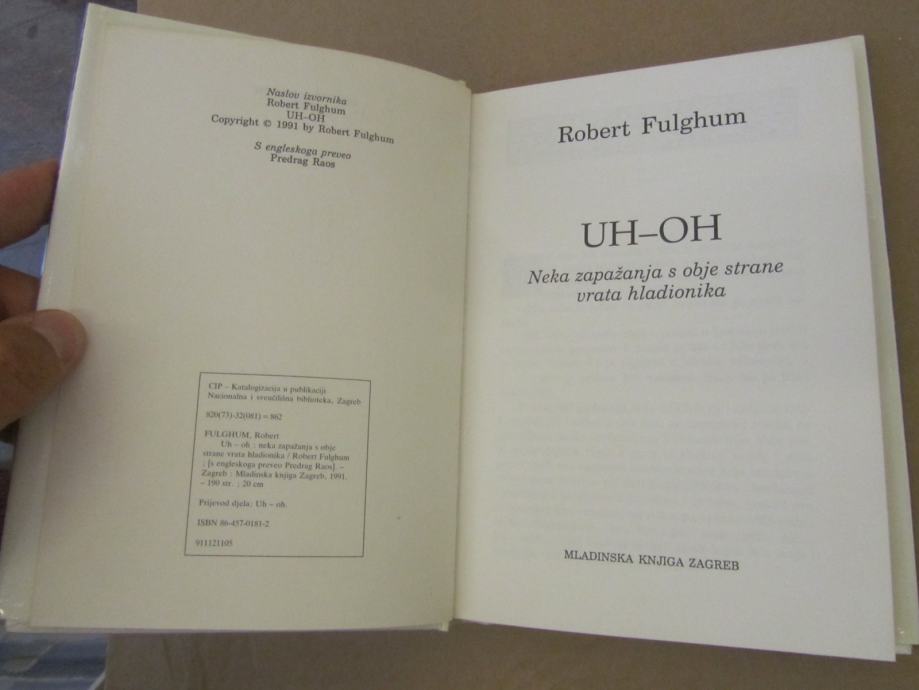 Naslov izvornika
Robert Fulghum
UH–OH
Copyright © 1991 by Robert Fulghum
S engleskoga preveo
Predrag Raos
CIP – Katalogizacija u publikaciji
Nacionalna i sveučilišna biblioteka, Zagreb
820(73)-32(081) = 862
FULGHUM, Robert
Uh – oh : neka zapažanja s obje
strane vrata hladionika / Robert Fulghum
; [s engleskoga preveo Predrag Raos]. –
Zagreb : Mladinska knjiga Zagreb, 1991.
– 190 str. ; 20 cm
Prijevod djela: Uh – oh.
ISBN 86-457-0181-2
911121105
Robert Fulghum
UH–OH
Neka zapažanja s obje strane
vrata hladionika
MLADINSKA KNJIGA ZAGREB